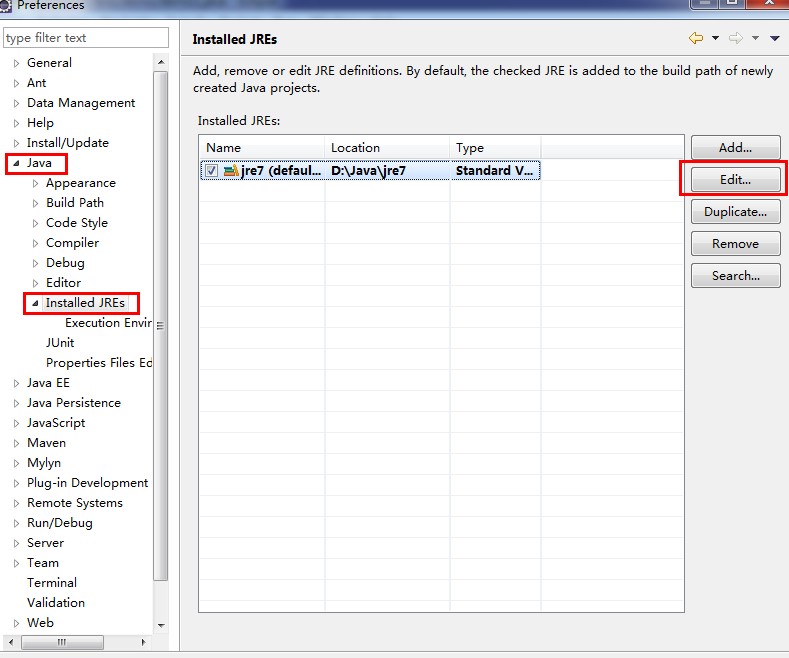 Preferences
type filter text
General
Ant
Data Management
Help
Install/Update
Java
Appearance
Build Path
Code Style
Compiler
Debug
Editor
Installed JREs
Execution Envir
JUnit
Properties Files Ed
Java EE
Java Persistence
JavaScript
Maven
Mylyn
Plug-in Development
Remote Systems
Run/Debug
Server
Team
Terminal
Validation
Web
Installed JREs
Add, remove or edit JRE definitions. By default, the checked JRE is added to the build path of newly
created Java projects.
Installed JREs:
Name Location Type
jre7 (defaul... D:\Java\jre7 Standard V...
Add...
Edit...
Duplicate...
Remove
Search...